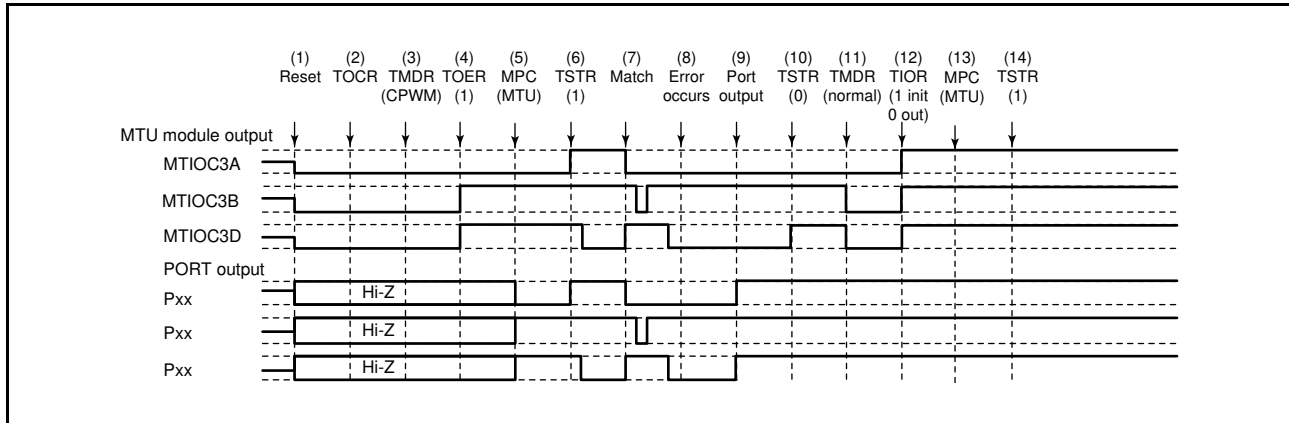 (1) (2) (3) (4) (5) (6) (7) (8) (9) (10) (11) (12) (13) (14)
Reset TOCR TMDR TOER MPC TSTR Match Error Port TSTR TMDR TIOR MPC TSTR
(CPWM) (1) (MTU) (1) occurs output (0) (normal) (1 init (MTU) (1)
0 out)
MTU module output
MTIOC3A
MTIOC3B
MTIOC3D
PORT output
Pxx Hi-Z
Pxx Hi-Z
Pxx Hi-Z